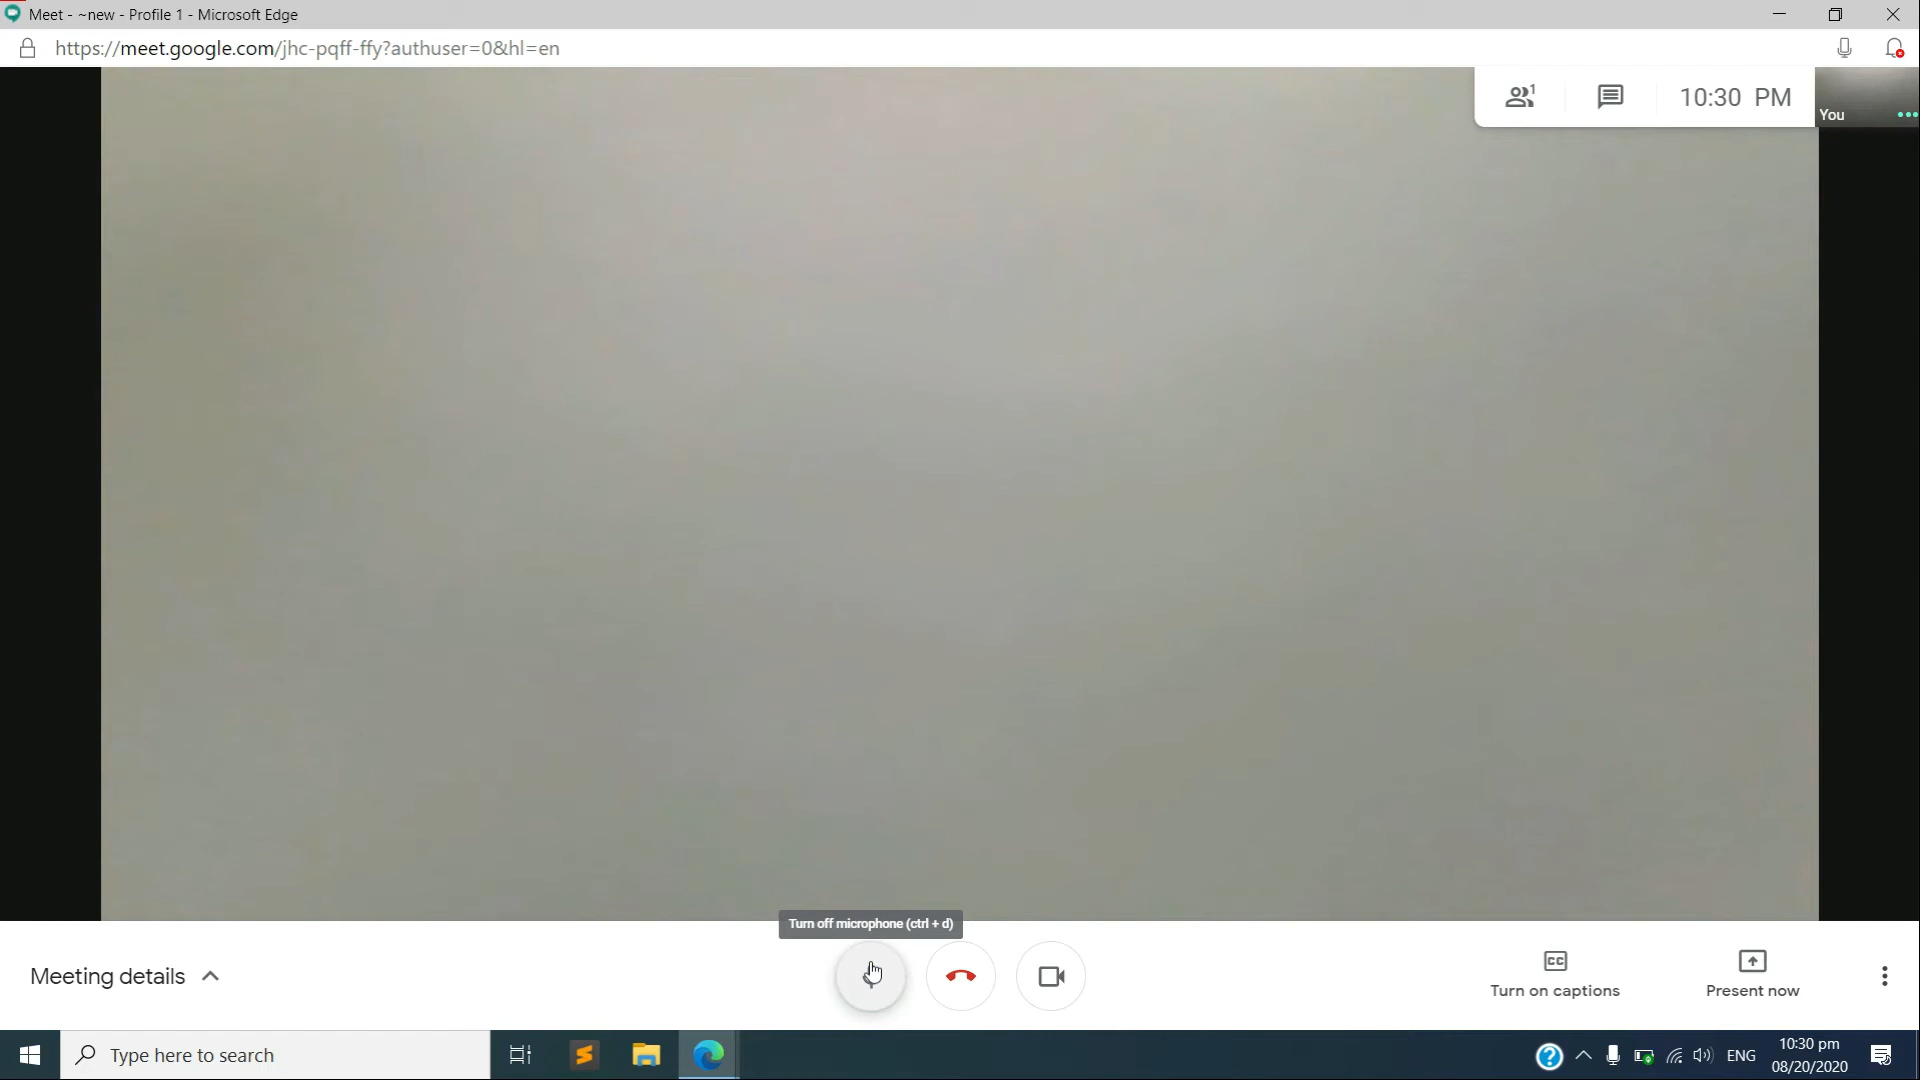 Meet - ~new - Profile 1 - Microsoft Edge
https://meet.google.com/jhc-pqff-ffy?authuser=0&hl=en
1
10:30 PM
You
Turn off microphone (ctrl + d)
Meeting details
CC
Turn on captions
Present now
Type here to search
ENG
10:30 pm
08/20/2020